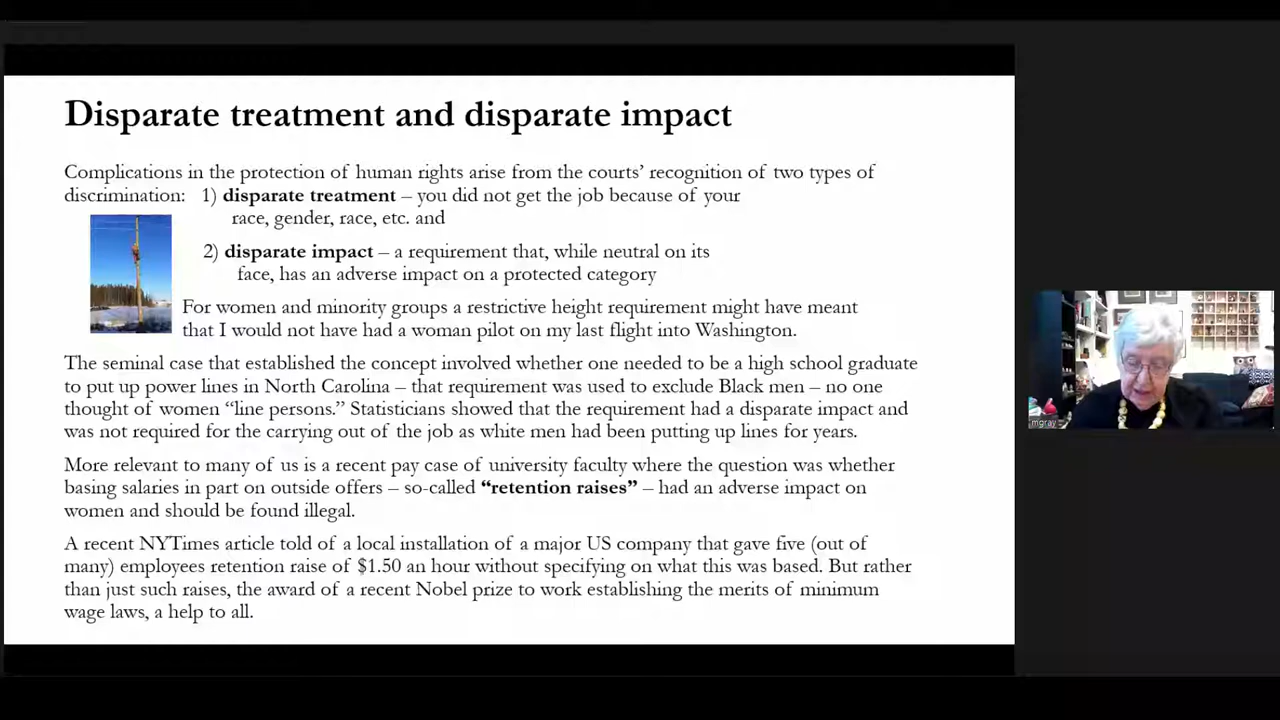 Disparate treatment and disparate impact
Complications in the protection of human rights arise from the courts’ recognition of two types of
discrimination: 1) disparate treatment – you did not get the job because of your
race, gender, race, etc. and
2) disparate impact – a requirement that, while neutral on its
face, has an adverse impact on a protected category
For women and minority groups a restrictive height requirement might have meant
that I would not have had a woman pilot on my last flight into Washington.
The seminal case that established the concept involved whether one needed to be a high school graduate
to put up power lines in North Carolina – that requirement was used to exclude Black men – no one
thought of women “line persons.” Statisticians showed that the requirement had a disparate impact and
was not required for the carrying out of the job as white men had been putting up lines for years.
More relevant to many of us is a recent pay case of university faculty where the question was whether
basing salaries in part on outside offers – so-called “retention raises” – had an adverse impact on
women and should be found illegal.
A recent NYTimes article told of a local installation of a major US company that gave five (out of
many) employees retention raise of $1.50 an hour without specifying on what this was based. But rather
than just such raises, the award of a recent Nobel prize to work establishing the merits of minimum
wage laws, a help to all.
mgray